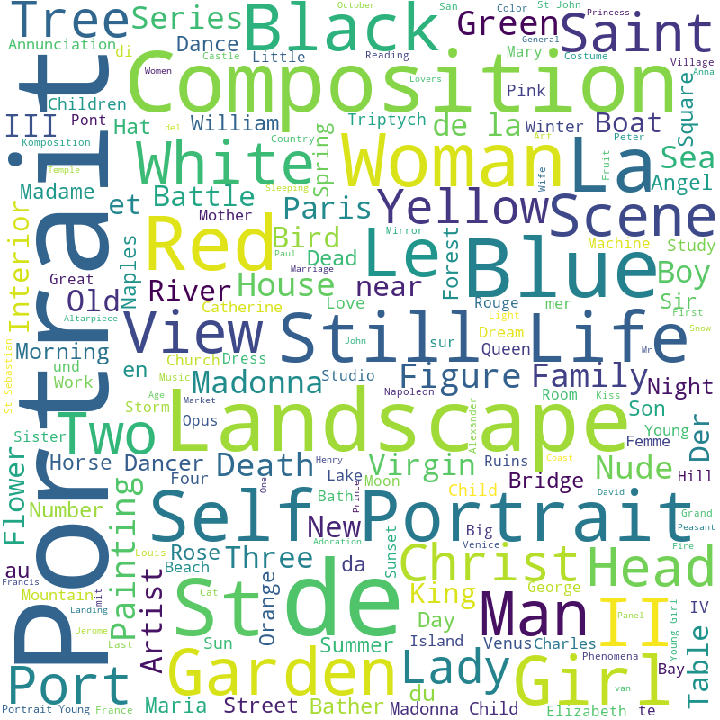 Tree
Series
Black
Green
Saint
October
San
Color
St John
Princess
General
Costume
Castle
Lovers
Village
Anna
Annunciation
di
Dance
Little
Mary
Children
Composition
Pink
Square
III
Pont
Hat
William
Triptych
de la
Winter
Boat
Komposition
Reading
Women
Hel
Country
Art
Peter
Temple
White
Spring
Woman
La
Sea
Madame
Sleeping
Wife
Fruit
Angel
et
Battle
Paris
Yellow
Scene
Mother
Portrait
Interior
Naples
Red
Bird
Mirror
Machine
Study
Paul
Dead
Le
Forest
Blue
Boy
Great
Marriage
Old
River
House
near
Sir
Altarpiece
Catherine
Love
Rouge
mer
First
Light
Snow
St Sebastian
Morning
View
Still Life
Dream
John
sur
Queen
Mr
Church
Dress
und
Work
en
Madonna
Studio
Figure
Family
Night
Music
Age
Napoleon
Room
Kiss
Storm
Market
Landscape
Son
Sister
Two
Opus
Alexander
Young
Der
Femme
Flower
Horse
Dancer
Death
Henry
Virgin
Ruins
Four
Lake
Moon
Bridge
Nude
Hill
Coast
Number
One
Bath
Child
David
Painting
Self Portrait
New
Big
Grand
Peasant
Adoration
Sunset
Venice
Fire
au
Louis
Rose
Three
da
Christ
Head
Francis
Beach
Mountain
Landing
mit
Artist
Cat
St
de
Orange
King
Man
George
II
IV
Panel
Young Girl
Table
Jerome
Last
Sun
Summer
Day
Island
Venus
Charles
Phenomena
Bay
Port
Garden
Lady
Girl
van
Portrait Young
France
Maria
Street
Bather
du
Madonna Child
Elizabeth
Te